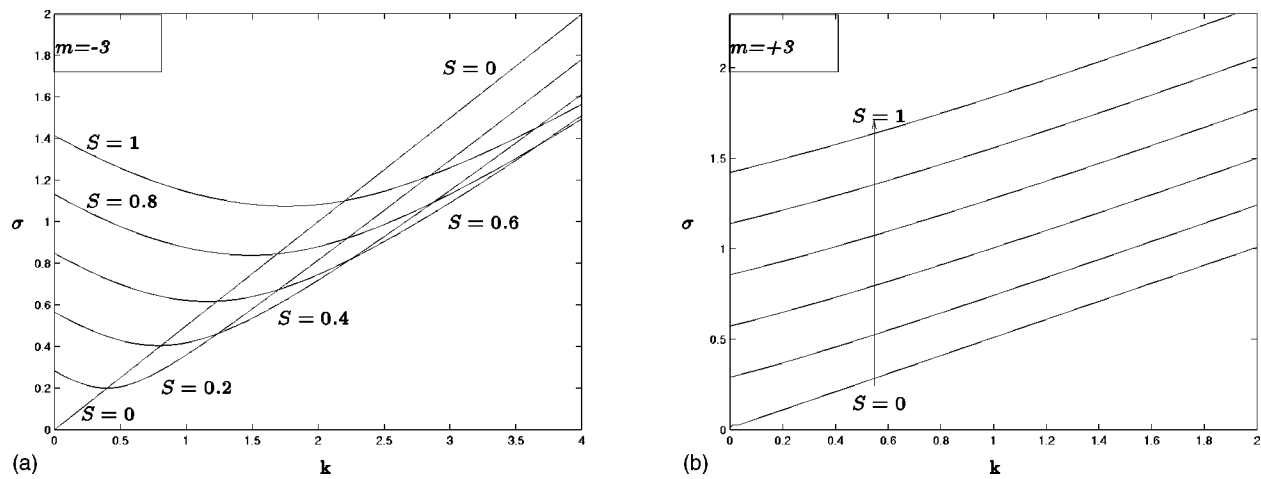 m=-3
2
1.8
1.6
1.4
1.2
1
0.8
0.6
0.4
0.2
0
σ
S = 0
S = 1
S = 0.8
S = 0.6
S = 0.4
S = 0.2
S = 0
0 0.5 1 1.5 2 2.5 3 3.5 4
(a)
k
m=+3
2
1.5
1
0.5
0
σ
S = 1
S = 0
0 0.2 0.4 0.6 0.8 1 1.2 1.4 1.6 1.8 2
(b)
k